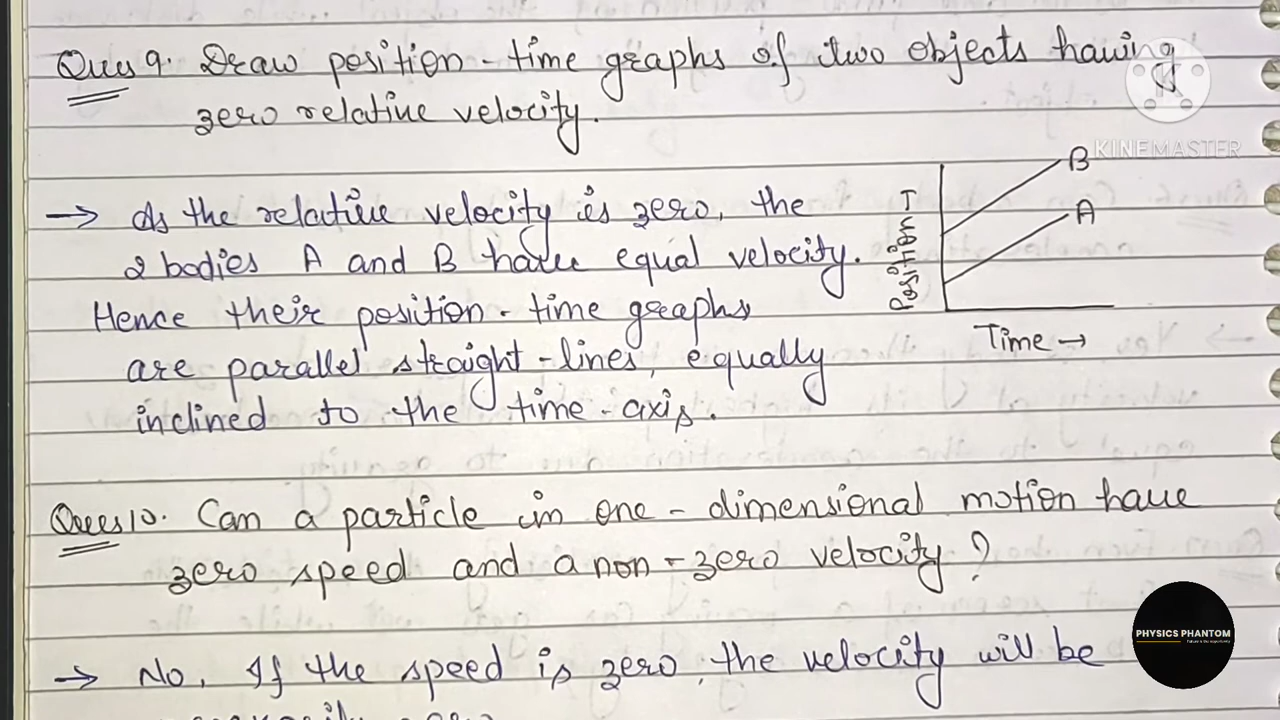 Ques 9. Draw position - time graphs of two objects having
zero relative velocity.
KINEMASTER
→ As the relative velocity is zero, the
2 bodies A and B have equal velocity.
Hence their position - time graphs
are parallel straight - lines, equally
inclined to the time - axis.
B
A
Position →
Time →
Ques 10. Can a particle in one - dimensional motion have
zero speed and a non - zero velocity ?
PHYSICS PHANTOM
→ No, If the speed is zero, the velocity will be
zero